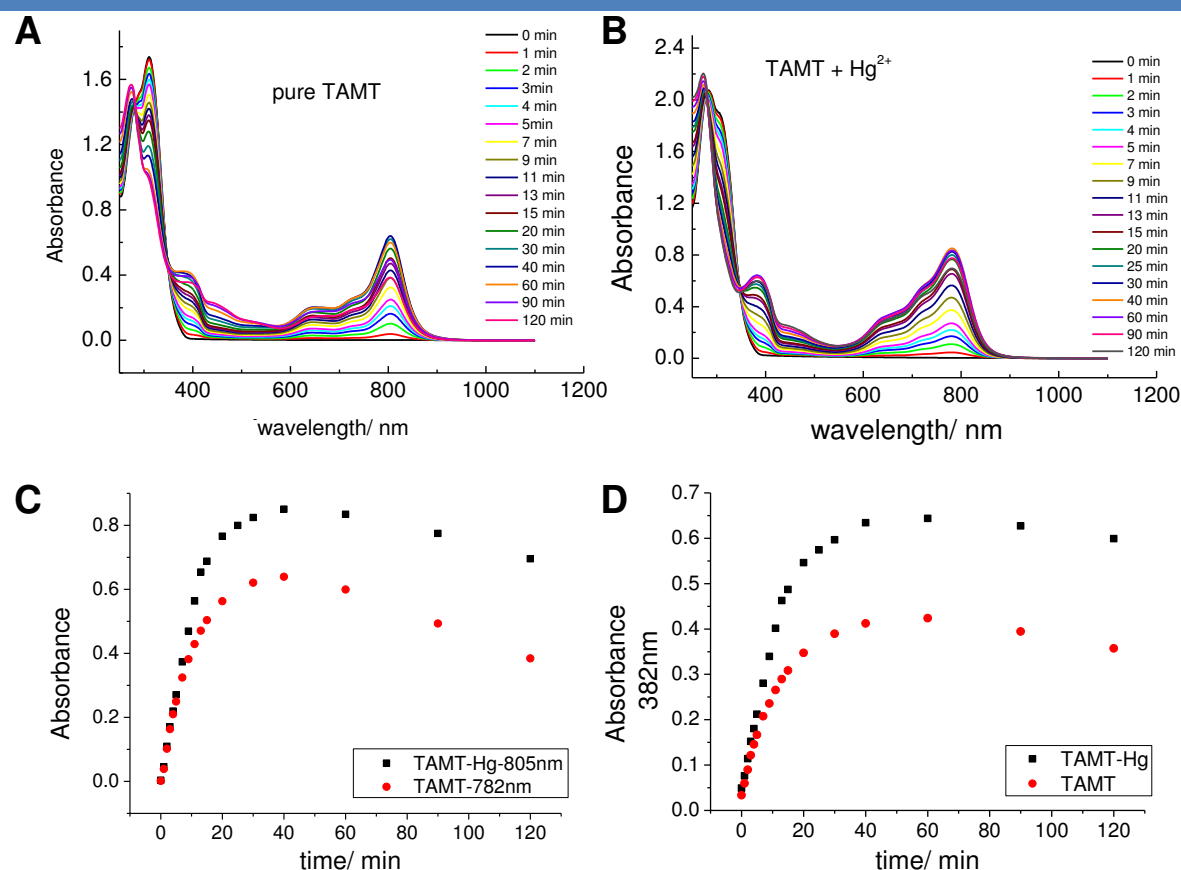 A
pure TAMT
Absorbance
1.6
1.2
0.8
0.4
0.0
400
600
800
1000
1200
wavelength/ nm
0 min
1 min
2 min
3min
4 min
5min
7 min
9 min
11 min
13 min
15 min
20 min
30 min
40 min
60 min
90 min
120 min
B
TAMT + Hg²⁺
Absorbance
2.4
2.0
1.6
1.2
0.8
0.4
0.0
400
600
800
1000
1200
wavelength/ nm
0 min
1 min
2 min
3 min
4 min
5 min
7 min
9 min
11 min
13 min
15 min
20 min
25 min
30 min
40 min
60 min
90 min
120 min
C
Absorbance
0.8
0.6
0.4
0.2
0.0
0
20
40
60
80
100
120
time/ min
TAMT-Hg-805nm
TAMT-782nm
D
Absorbance
382nm
0.7
0.6
0.5
0.4
0.3
0.2
0.1
0.0
0
20
40
60
80
100
120
time/ min
TAMT-Hg
TAMT